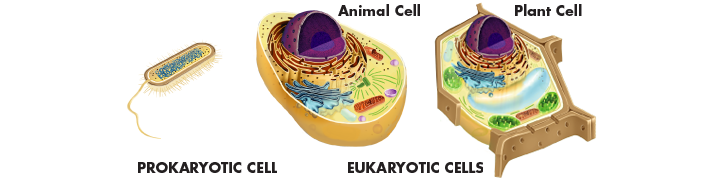 Animal Cell
Plant Cell
PROKARYOTIC CELL
EUKARYOTIC CELLS